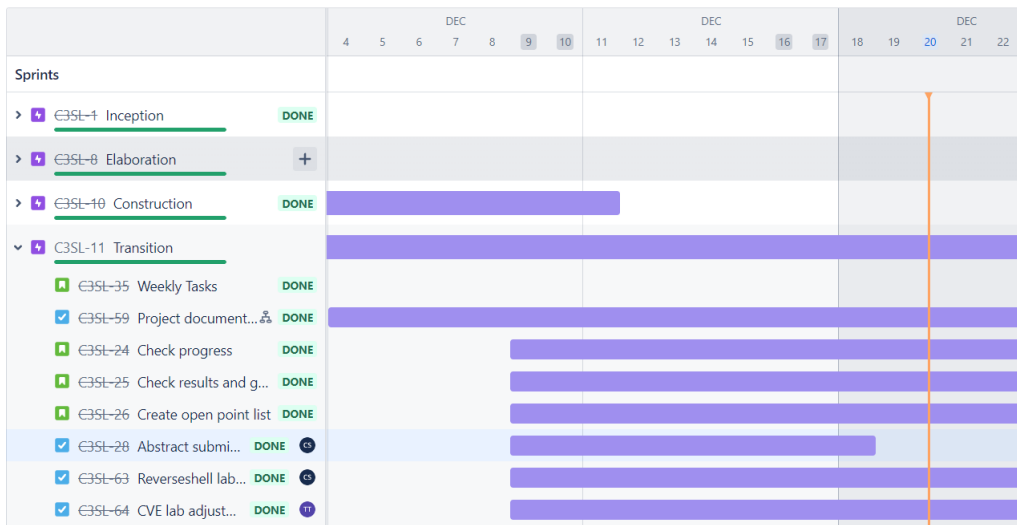 DEC DEC DEC
4 5 6 7 8 9 10 11 12 13 14 15 16 17 18 19 20 21 22
Sprints
C3SL-1 Inception DONE
C3SL-8 Elaboration +
C3SL-10 Construction DONE
C3SL-11 Transition
C3SL-35 Weekly Tasks DONE
C3SL-59 Project document... DONE
C3SL-24 Check progress DONE
C3SL-25 Check results and g... DONE
C3SL-26 Create open point list DONE
C3SL-28 Abstract submi... DONE CS
C3SL-63 Reverseshell lab... DONE CS
C3SL-64 CVE lab adjust... DONE TT